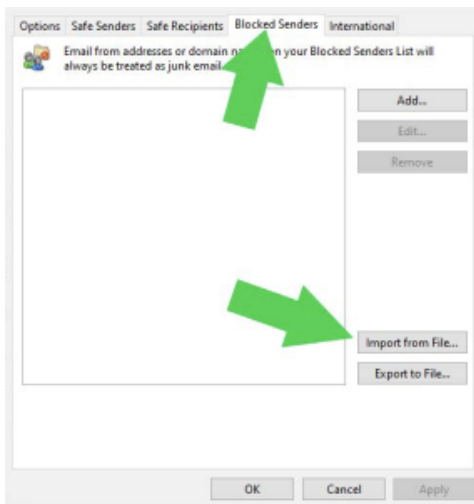 Options Safe Senders Safe Recipients Blocked Senders International
Email from addresses or domain on your Blocked Senders List will
always be treated as junk email.
Add...
Edit...
Remove
Import from File...
Export to File...
OK Cancel Apply